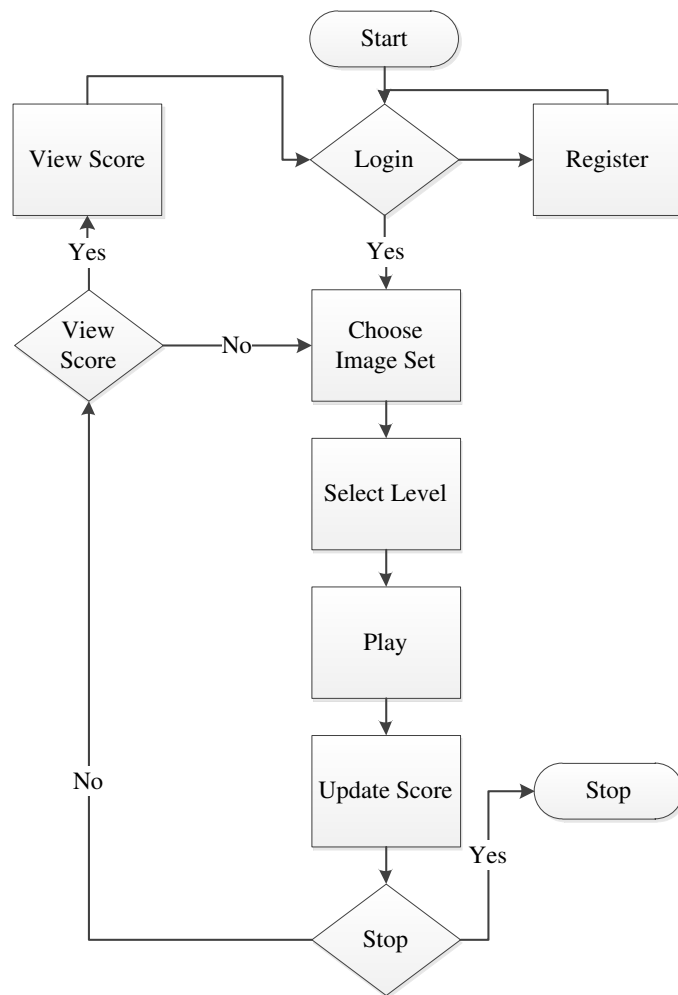 Start
View Score
Login
Register
Yes
Yes
View
Score
No
Choose
Image Set
Select Level
Play
No
Update Score
Stop
Yes
Stop